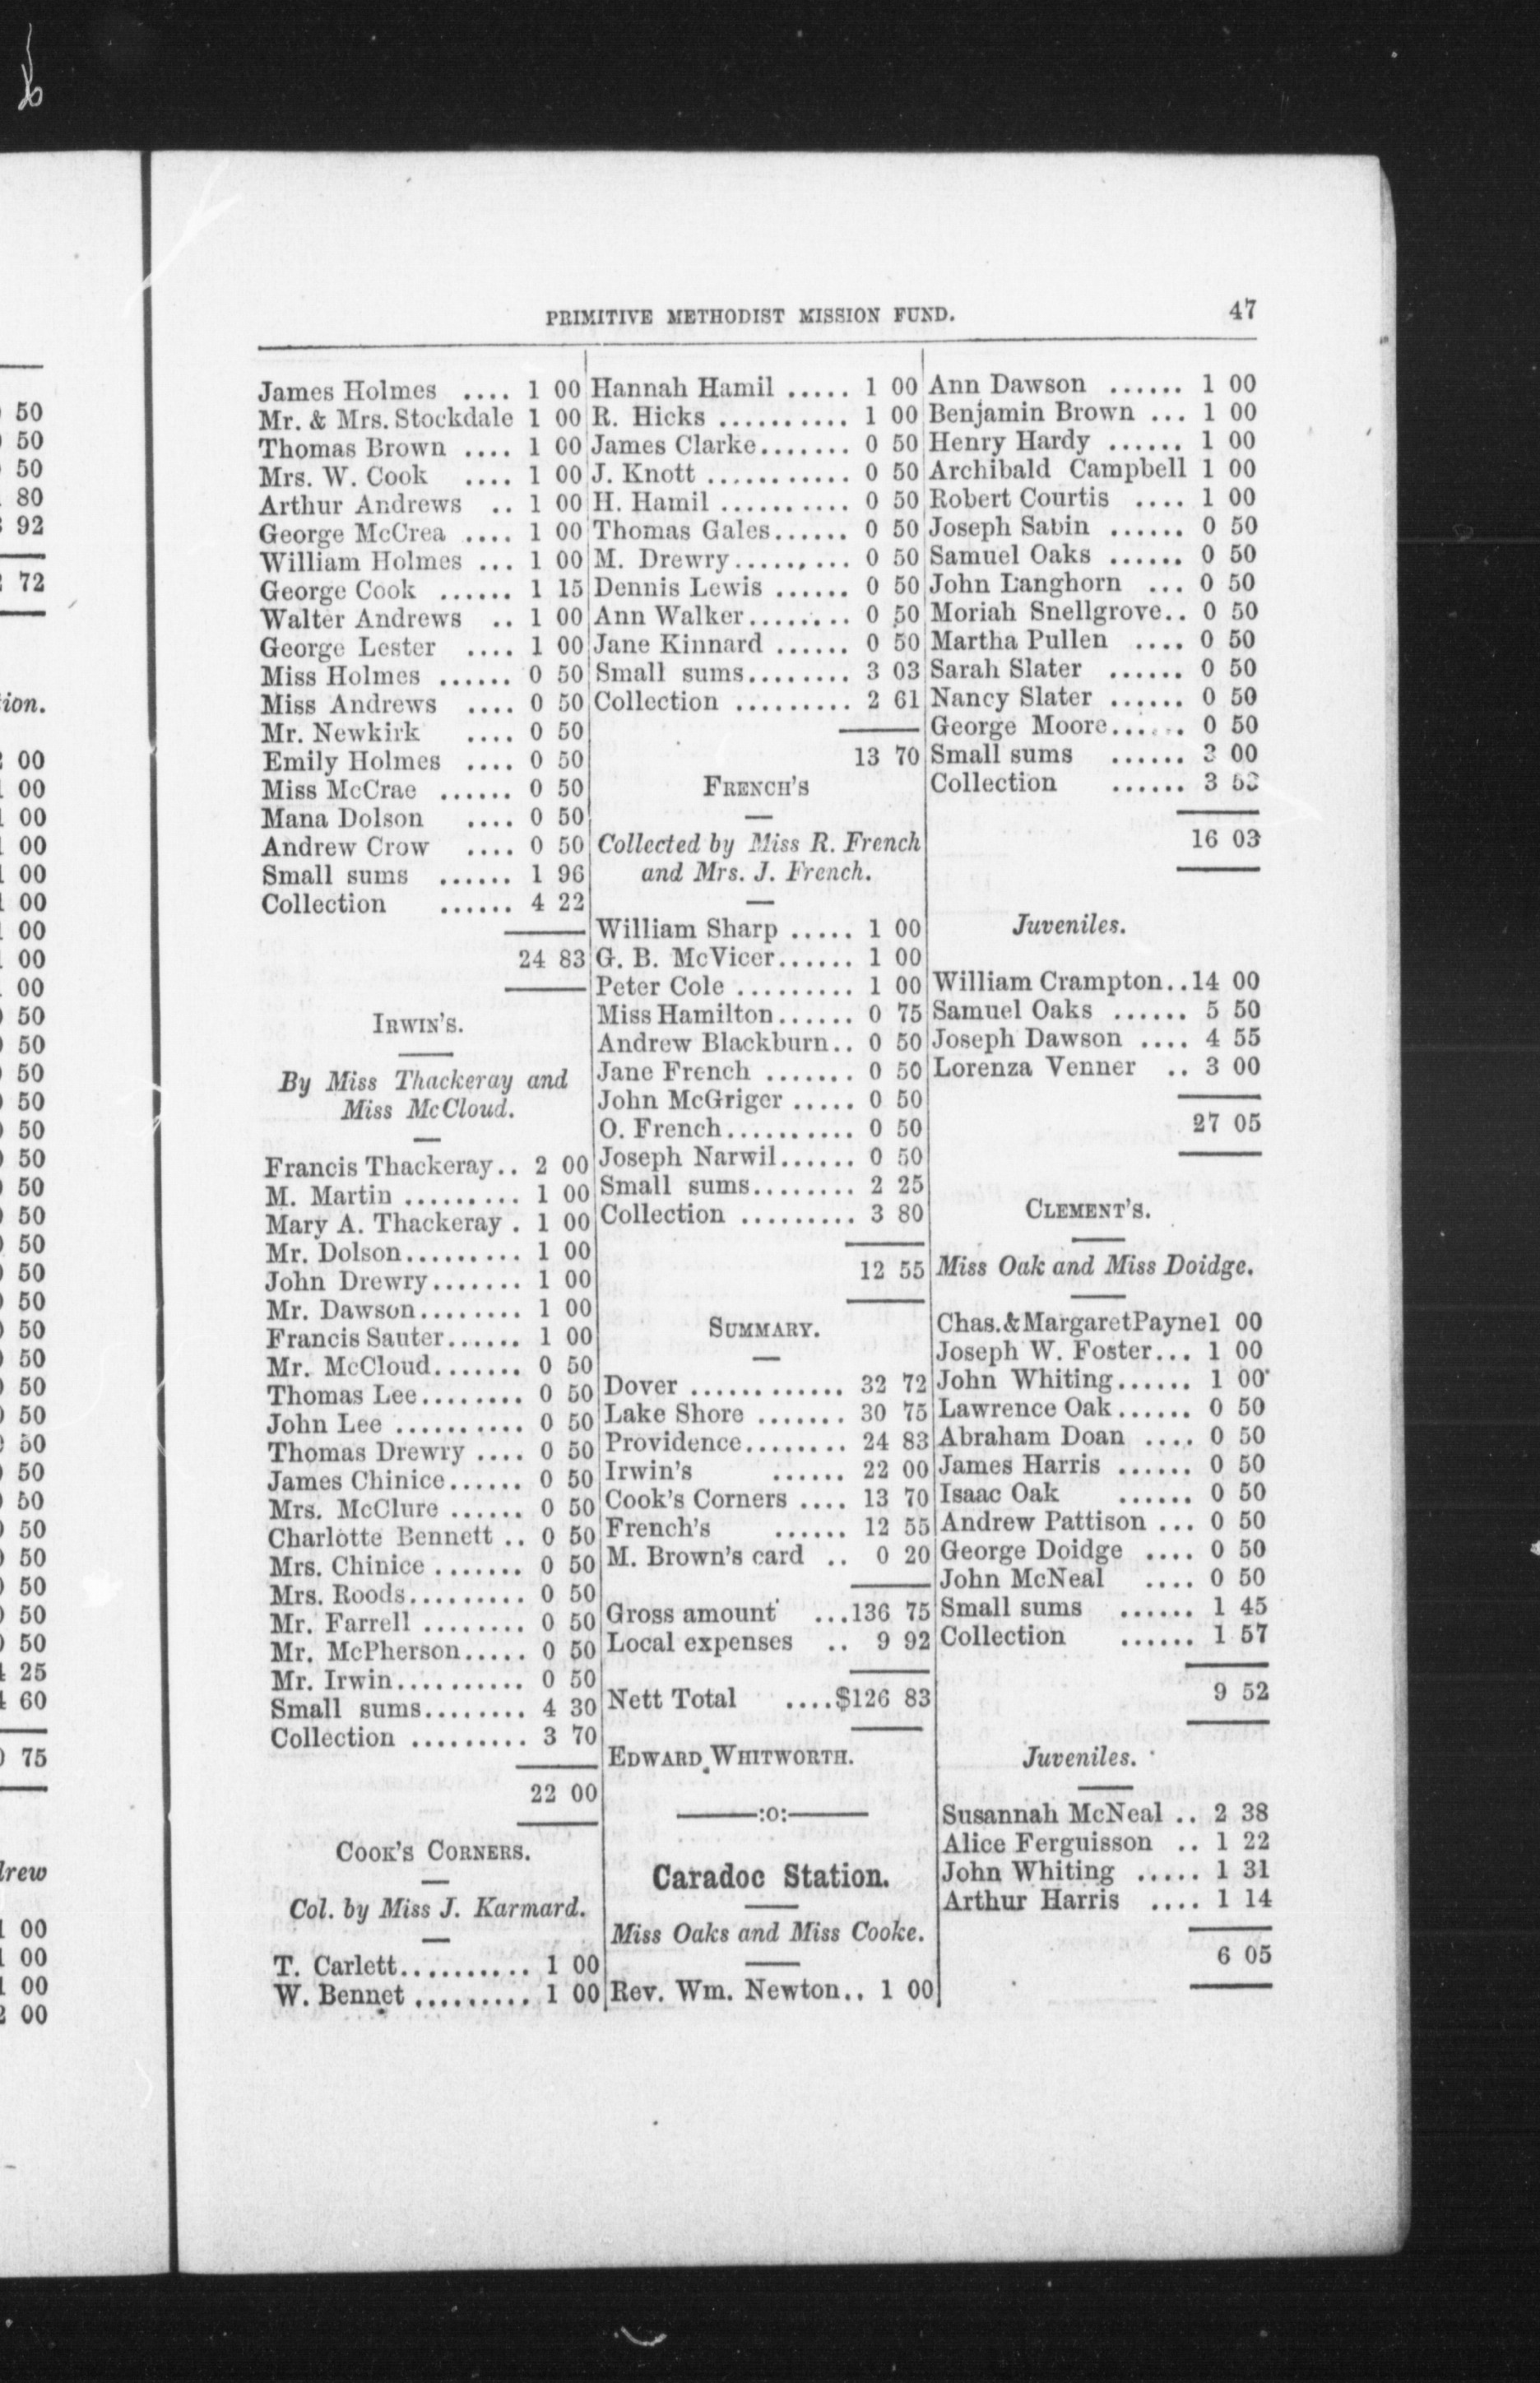 PRIMITIVE METHODIST MISSION FUND. 47
James Holmes .... 1 00
Mr. & Mrs. Stockdale 1 00
Thomas Brown .... 1 00
Mrs. W. Cook .... 1 00
Arthur Andrews .. 1 00
George McCrea .... 1 00
William Holmes ... 1 00
George Cook ...... 1 15
Walter Andrews .. 1 00
George Lester .... 1 00
Miss Holmes ...... 0 50
Miss Andrews .... 0 50
Mr. Newkirk .... 0 50
Emily Holmes .... 0 50
Miss McCrae ...... 0 50
Mana Dolson .... 0 50
Andrew Crow .... 0 50
Small sums ...... 1 96
Collection ...... 4 22
24 83
IRWIN'S.
By Miss Thackeray and
Miss McCloud.
Francis Thackeray.. 2 00
M. Martin ......... 1 00
Mary A. Thackeray . 1 00
Mr. Dolson......... 1 00
John Drewry....... 1 00
Mr. Dawson........ 1 00
Francis Sauter...... 1 00
Mr. McCloud....... 0 50
Thomas Lee........ 0 50
John Lee .......... 0 50
Thomas Drewry .... 0 50
James Chinice...... 0 50
Mrs. McClure ...... 0 50
Charlotte Bennett .. 0 50
Mrs. Chinice ....... 0 50
Mrs. Roods......... 0 50
Mr. Farrell ........ 0 50
Mr. McPherson..... 0 50
Mr. Irwin.......... 0 50
Small sums........ 4 30
Collection ......... 3 70
22 00
COOK'S CORNERS.
Col. by Miss J. Karmard.
T. Carlett.......... 1 00
W. Bennet ......... 1 00
Hannah Hamil ..... 1 00
R. Hicks .......... 1 00
James Clarke....... 0 50
J. Knott ........... 0 50
H. Hamil .......... 0 50
Thomas Gales...... 0 50
M. Drewry......... 0 50
Dennis Lewis ...... 0 50
Ann Walker........ 0 50
Jane Kinnard ...... 0 50
Small sums........ 3 03
Collection ......... 2 61
13 70
FRENCH'S
Collected by Miss R. French
and Mrs. J. French.
William Sharp ..... 1 00
G. B. McVicer...... 1 00
Peter Cole ......... 1 00
Miss Hamilton...... 0 75
Andrew Blackburn.. 0 50
Jane French ....... 0 50
John McGriger ..... 0 50
O. French........... 0 50
Joseph Narwil...... 0 50
Small sums........ 2 25
Collection ......... 3 80
12 55
SUMMARY.
Dover ............ 32 72
Lake Shore ....... 30 75
Providence........ 24 83
Irwin's ...... 22 00
Cook's Corners .... 13 70
French's ...... 12 55
M. Brown's card .. 0 20
Gross amount ...136 75
Local expenses .. 9 92
Nett Total ....$126 83
EDWARD WHITWORTH.
:o:
Caradoc Station.
Miss Oaks and Miss Cooke.
Rev. Wm. Newton.. 1 00
Ann Dawson ...... 1 00
Benjamin Brown ... 1 00
Henry Hardy ...... 1 00
Archibald Campbell 1 00
Robert Courtis .... 1 00
Joseph Sabin ...... 0 50
Samuel Oaks ...... 0 50
John Langhorn ... 0 50
Moriah Snellgrove.. 0 50
Martha Pullen .... 0 50
Sarah Slater ...... 0 50
Nancy Slater ...... 0 50
George Moore...... 0 50
Small sums ...... 3 00
Collection ...... 3 53
16 03
Juveniles.
William Crampton..14 00
Samuel Oaks ...... 5 50
Joseph Dawson .... 4 55
Lorenza Venner .. 3 00
27 05
CLEMENT'S.
Miss Oak and Miss Doidge.
Chas.&MargaretPayne1 00
Joseph W. Foster... 1 00
John Whiting...... 1 00
Lawrence Oak...... 0 50
Abraham Doan .... 0 50
James Harris ...... 0 50
Isaac Oak ...... 0 50
Andrew Pattison ... 0 50
George Doidge .... 0 50
John McNeal .... 0 50
Small sums ...... 1 45
Collection ...... 1 57
9 52
Juveniles.
Susannah McNeal .. 2 38
Alice Ferguisson .. 1 22
John Whiting ..... 1 31
Arthur Harris .... 1 14
6 05